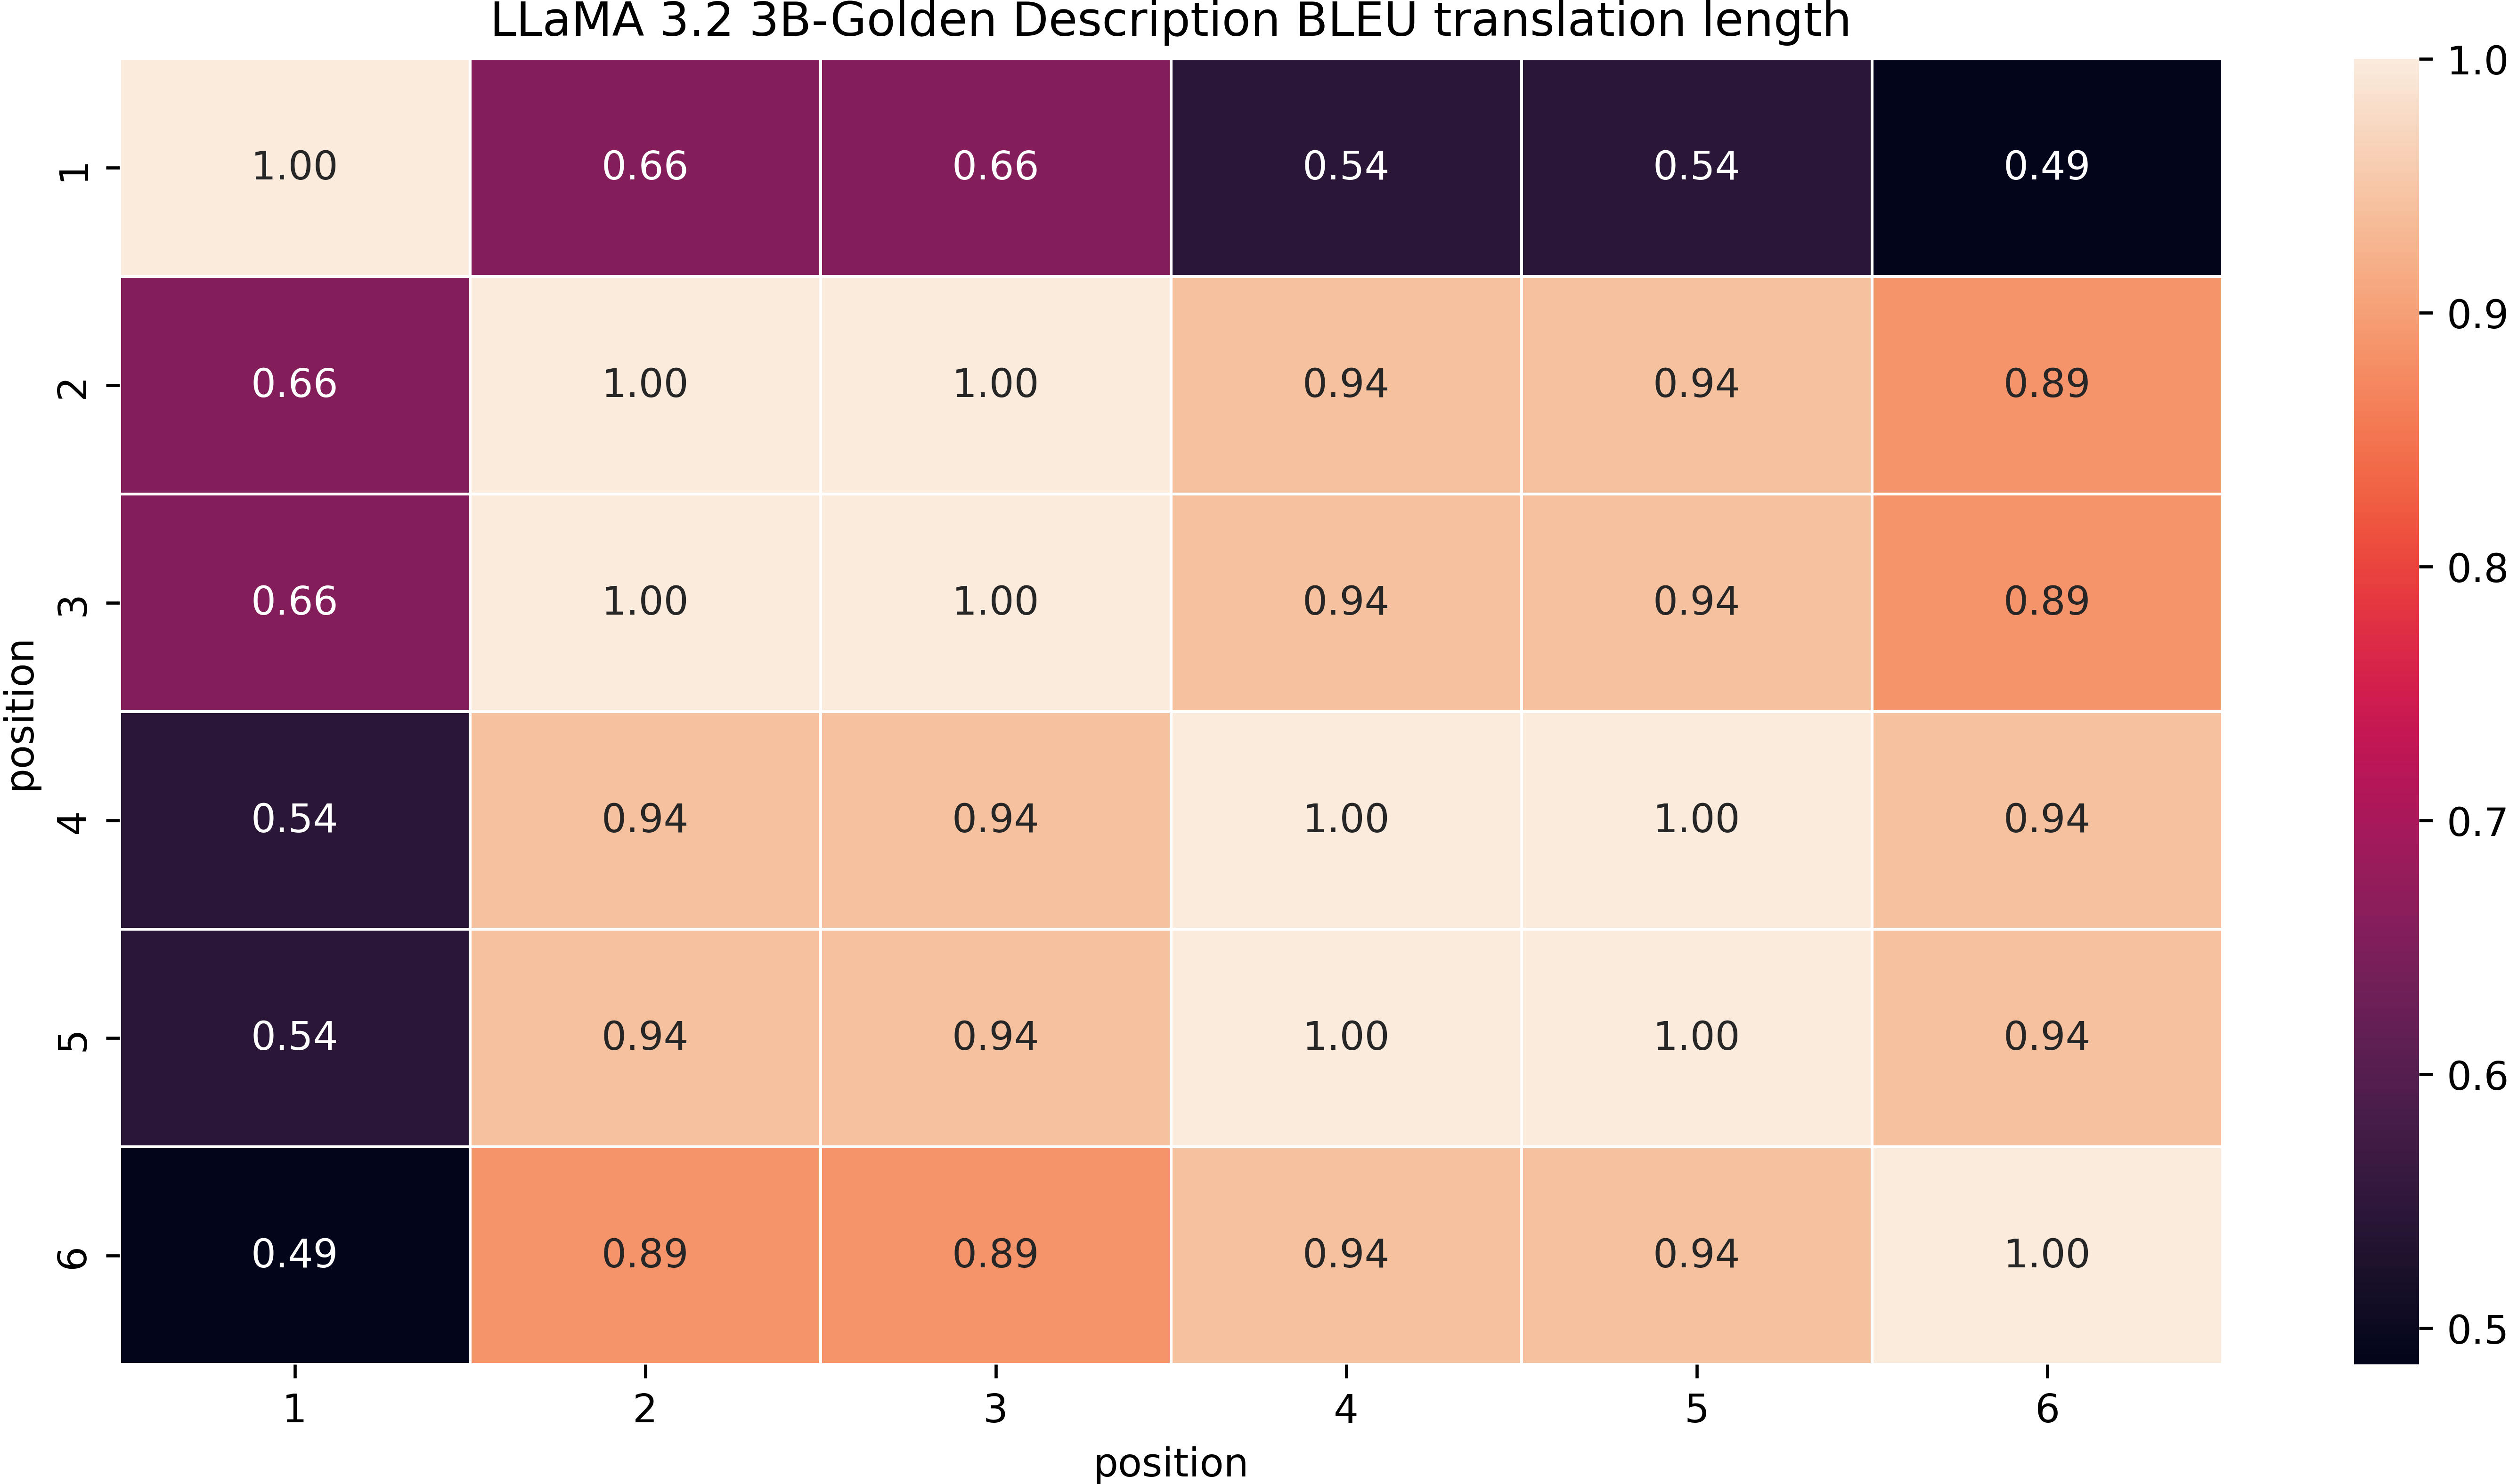 LLaMA 3.2 3B-Golden Description BLEU translation length
1 1.00 0.66 0.66 0.54 0.54 0.49
2 0.66 1.00 1.00 0.94 0.94 0.89
3 0.66 1.00 1.00 0.94 0.94 0.89
4 0.54 0.94 0.94 1.00 1.00 0.94
5 0.54 0.94 0.94 1.00 1.00 0.94
6 0.49 0.89 0.89 0.94 0.94 1.00
position
1 2 3 4 5 6
position
1.0
0.9
0.8
0.7
0.6
0.5